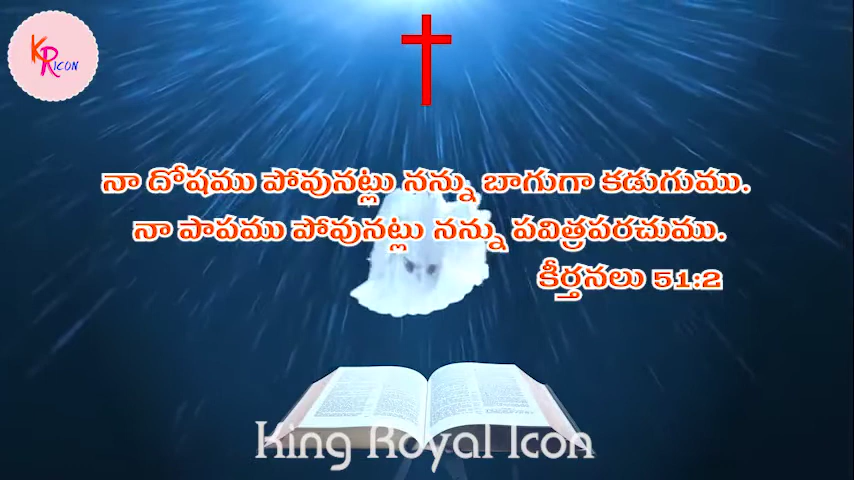 KRICON
నా దోషము పోవునట్లు నన్ను బాగుగా కడుగుము.
నా పాపము పోవునట్లు నన్ను పవిత్రపరచుము.
కీర్తనలు 51:2
King Royal Icon